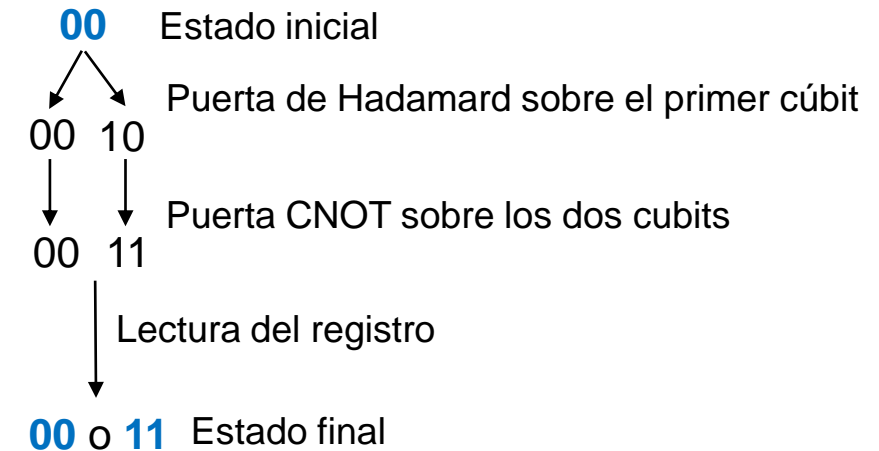 00 Estado inicial
Puerta de Hadamard sobre el primer cúbit
00 10
Puerta CNOT sobre los dos cubits
00 11
Lectura del registro
00 o 11 Estado final